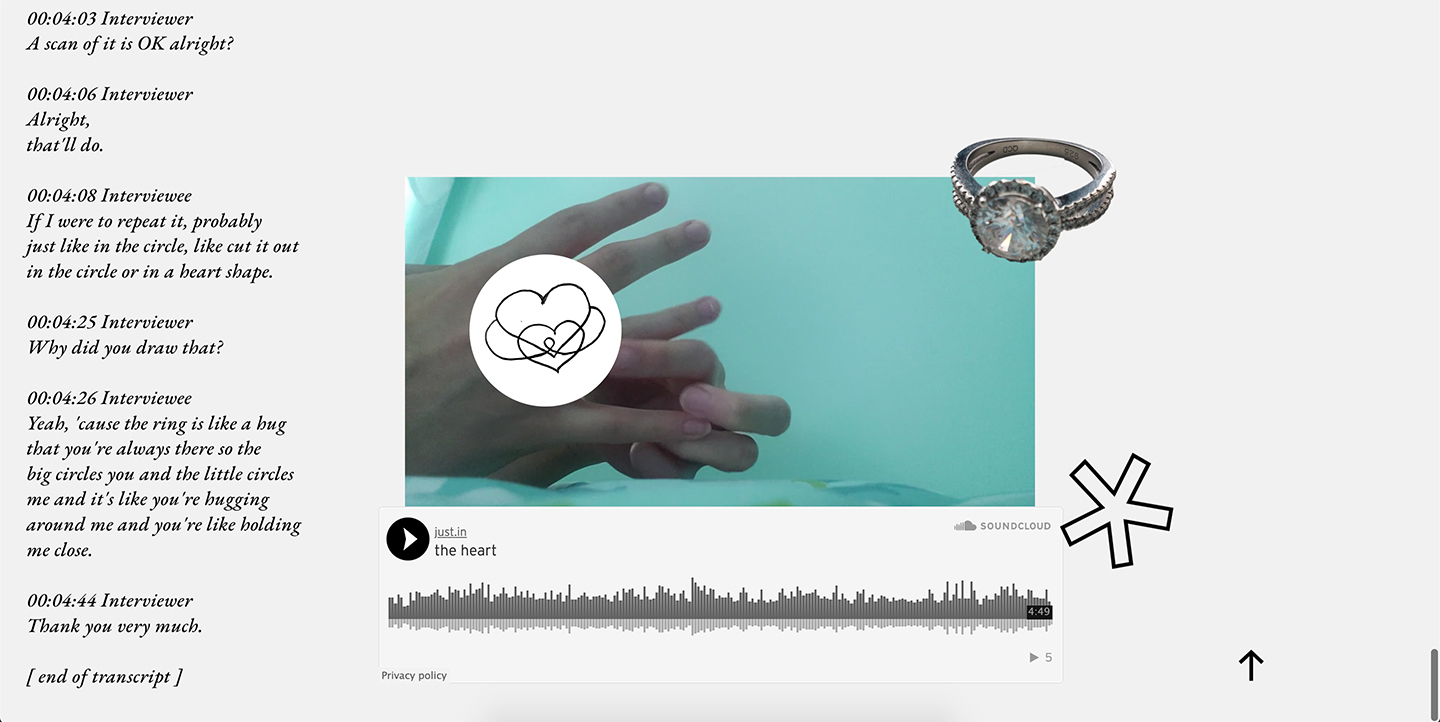 00:04:03 Interviewer
A scan of it is OK alright?
00:04:06 Interviewer
Alright,
that'll do.
00:04:08 Interviewee
If I were to repeat it, probably
just like in the circle, like cut it out
in the circle or in a heart shape.
00:04:25 Interviewer
Why did you draw that?
00:04:26 Interviewee
Yeah, 'cause the ring is like a hug
that you're always there so the
big circles you and the little circles
me and it's like you're hugging
around me and you're like holding
me close.
00:04:44 Interviewer
Thank you very much.
[ end of transcript ]
just.in
the heart
SOUNDCLOUD
4:49
5
Privacy policy